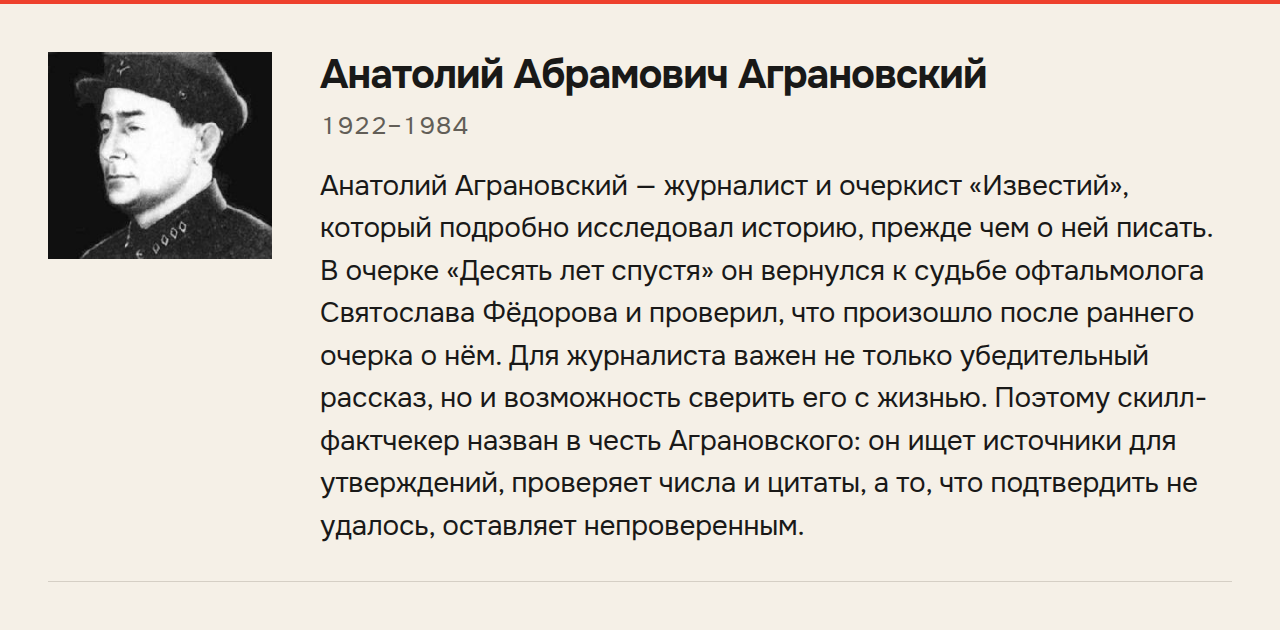 Анатолий Абрамович Аграновский
1922–1984
Анатолий Аграновский — журналист и очеркист «Известий»,
который подробно исследовал историю, прежде чем о ней писать.
В очерке «Десять лет спустя» он вернулся к судьбе офтальмолога
Святослава Фёдорова и проверил, что произошло после раннего
очерка о нём. Для журналиста важен не только убедительный
рассказ, но и возможность сверить его с жизнью. Поэтому скилл-
фактчекер назван в честь Аграновского: он ищет источники для
утверждений, проверяет числа и цитаты, а то, что подтвердить не
удалось, оставляет непроверенным.